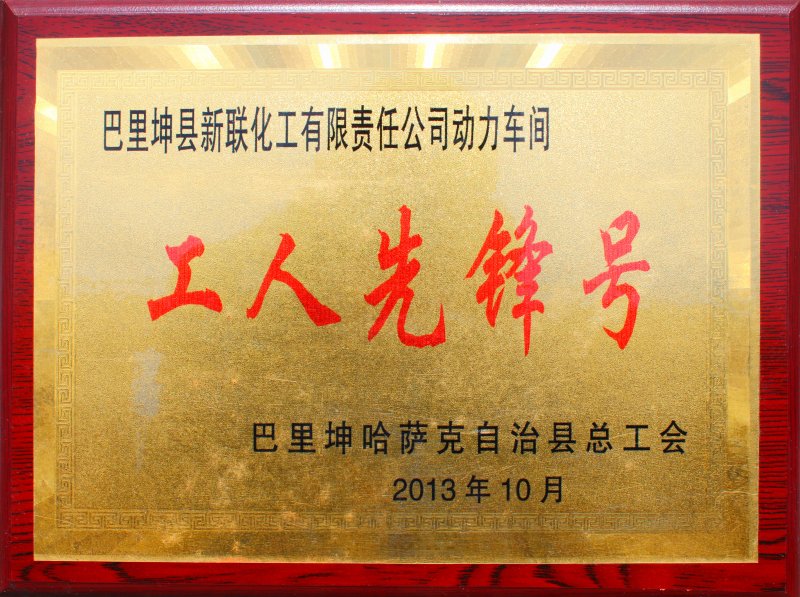 巴里坤县新联化工有限责任公司动力车间
工人先锋号
巴里坤哈萨克自治县总工会
2013年10月